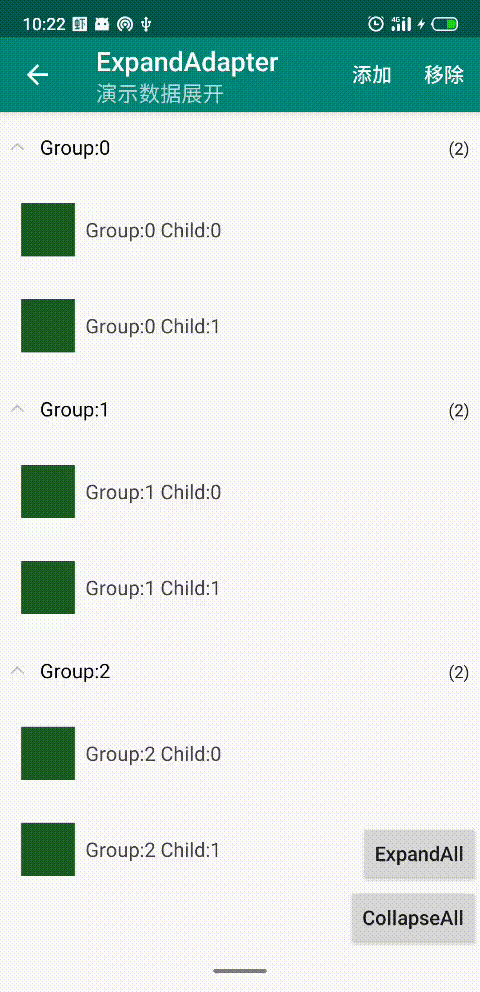 10:22
4G
ExpandAdapter
演示数据展开
添加 移除
Group:0 (2)
Group:0 Child:0
Group:0 Child:1
Group:1 (2)
Group:1 Child:0
Group:1 Child:1
Group:2 (2)
Group:2 Child:0
Group:2 Child:1
ExpandAll
CollapseAll